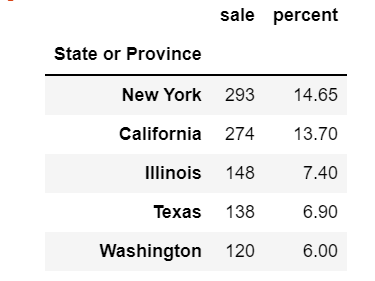 sale percent
State or Province
New York 293 14.65
California 274 13.70
Illinois 148 7.40
Texas 138 6.90
Washington 120 6.00